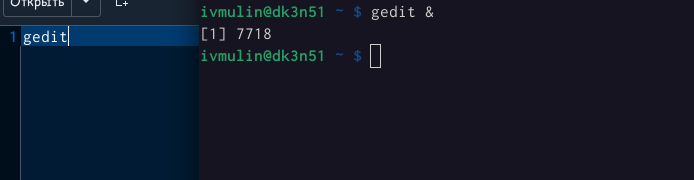 Открыть
1 gedit
ivmulin@dk3n51 ~ $ gedit &
[1] 7718
ivmulin@dk3n51 ~ $